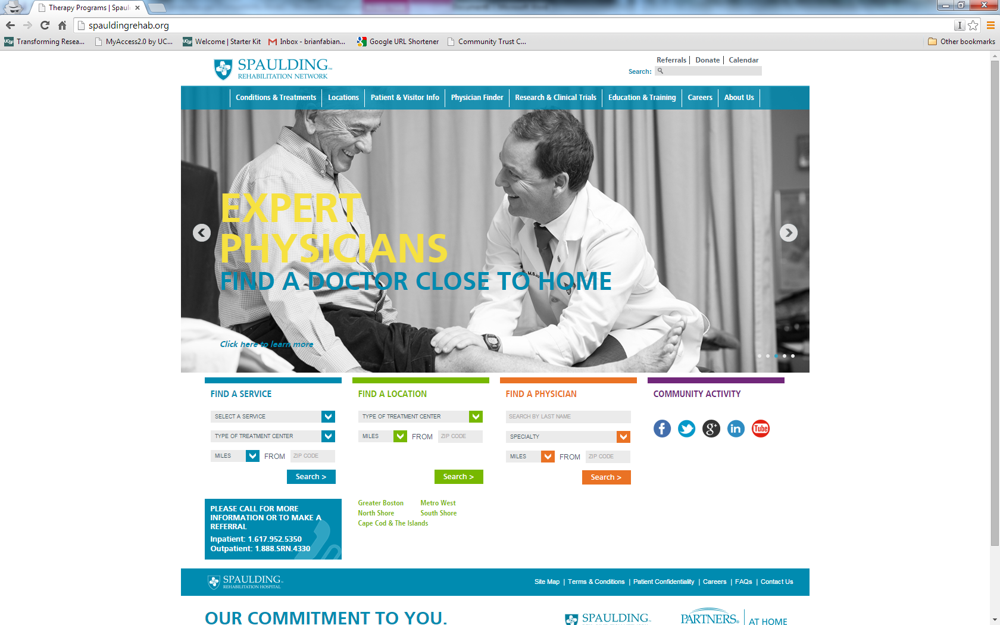 Therapy Programs | Spaul
spauldingrehab.org
Transforming Resea...
MyAccess2.0 by UC...
Welcome | Starter Kit
Inbox - brianfabian...
Google URL Shortener
Community Trust C...
Other bookmarks
SPAULDING
REHABILITATION NETWORK
Referrals | Donate | Calendar
Search:
Conditions & Treatments
Locations
Patient & Visitor Info
Physician Finder
Research & Clinical Trials
Education & Training
Careers
About Us
EXPERT
PHYSICIANS
FIND A DOCTOR CLOSE TO HOME
Click here to learn more
FIND A SERVICE
SELECT A SERVICE
TYPE OF TREATMENT CENTER
MILES FROM ZIP CODE
Search >
FIND A LOCATION
TYPE OF TREATMENT CENTER
MILES FROM ZIP CODE
Search >
FIND A PHYSICIAN
SEARCH BY LAST NAME
SPECIALTY
MILES FROM ZIP CODE
Search >
COMMUNITY ACTIVITY
f
g+
in
Tube
PLEASE CALL FOR MORE
INFORMATION OR TO MAKE A
REFERRAL
Inpatient: 1.617.952.5350
Outpatient: 1.888.SRN.4330
Greater Boston Metro West
North Shore South Shore
Cape Cod & The Islands
SPAULDING
REHABILITATION HOSPITAL
Site Map | Terms & Conditions | Patient Confidentiality | Careers | FAQs | Contact Us
OUR COMMITMENT TO YOU.
SPAULDING
PARTNERS AT HOME